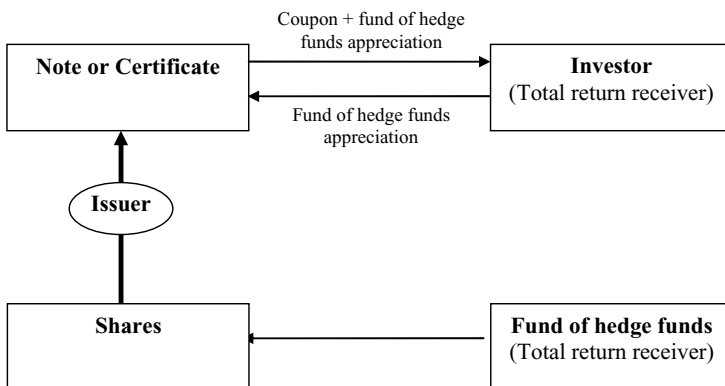 Coupon + fund of hedge
funds appreciation
Note or Certificate
Investor
(Total return receiver)
Fund of hedge funds
appreciation
Issuer
Shares
Fund of hedge funds
(Total return receiver)